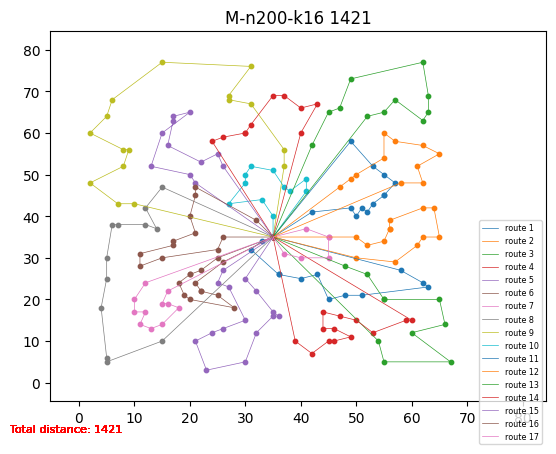 M-n200-k16 1421
80
70
60
50
40
30
20
10
0
0 10 20 30 40 50 60 70 80
route 1
route 2
route 3
route 4
route 5
route 6
route 7
route 8
route 9
route 10
route 11
route 12
route 13
route 14
route 15
route 16
route 17
Total distance: 1421